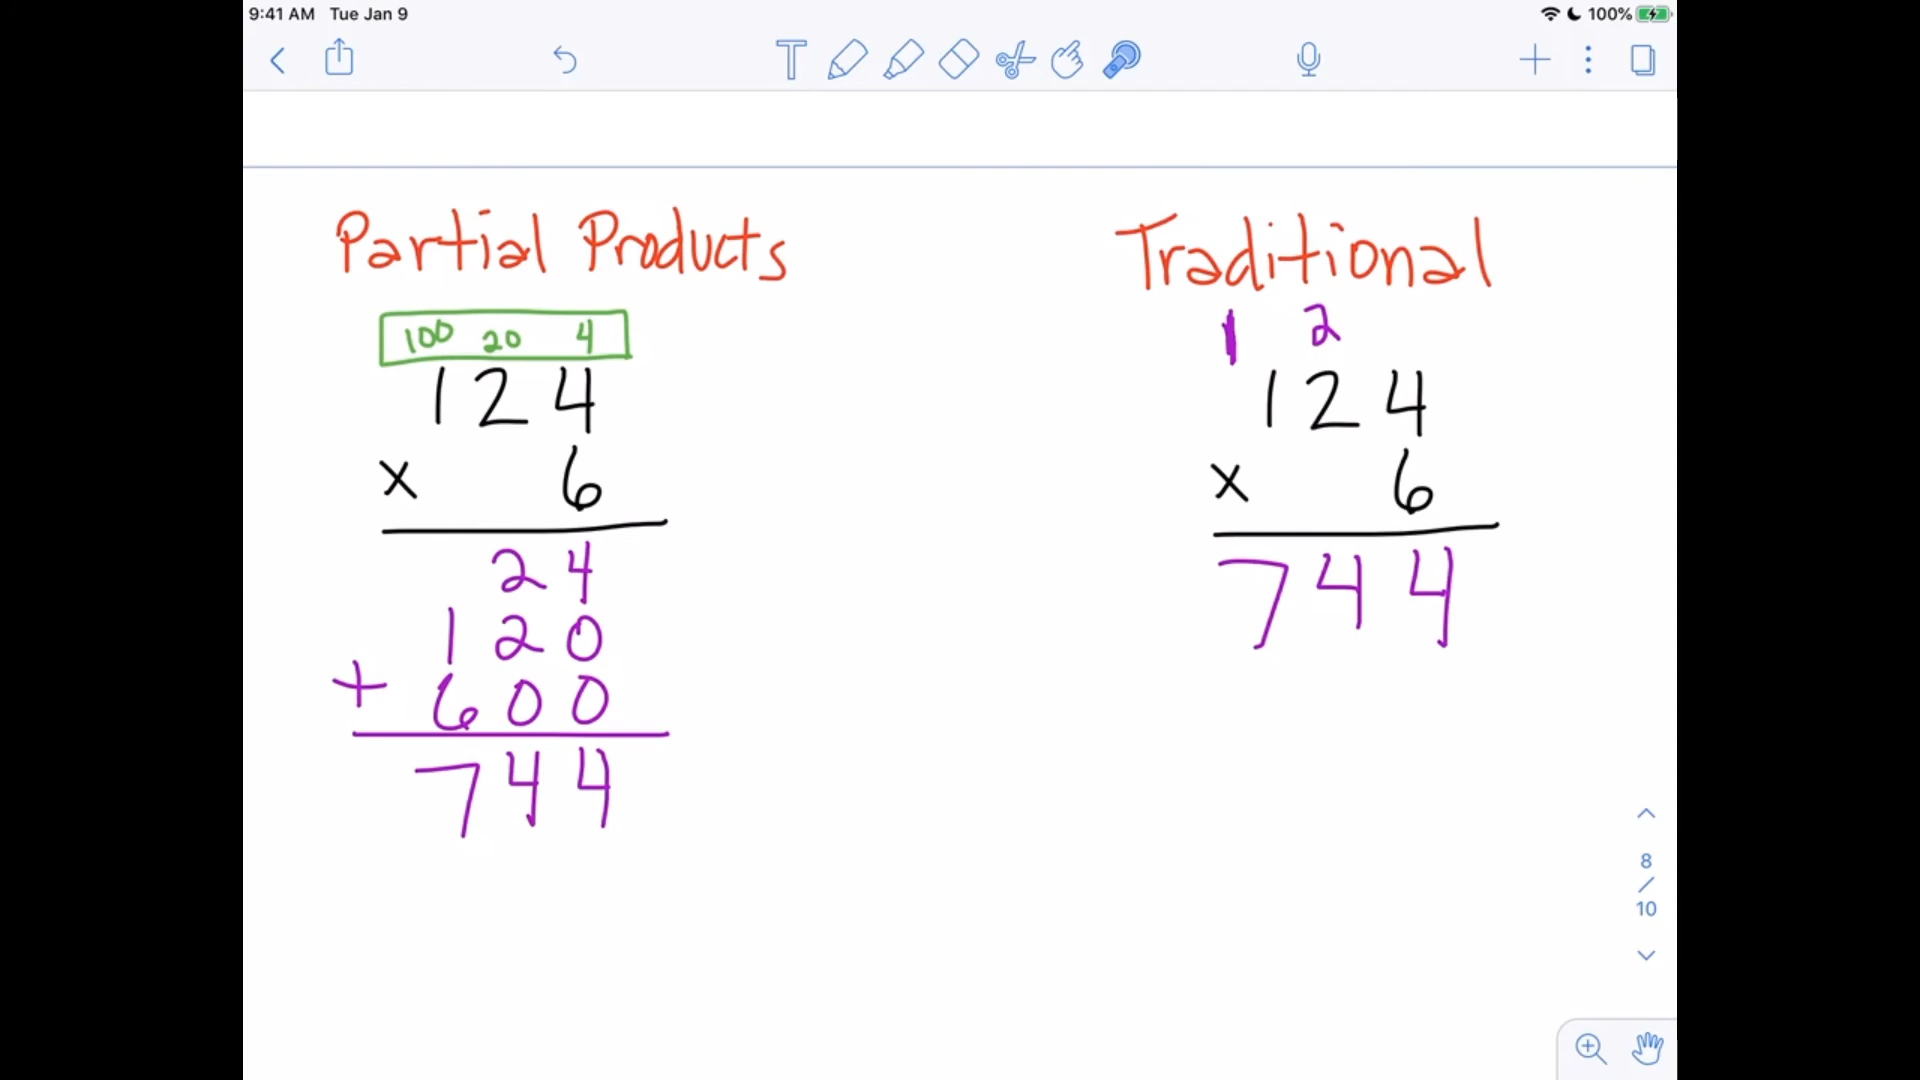 9:41 AM Tue Jan 9 100%
T
Partial Products
100 20 4
124
x 6
24
120
+ 600
744
Traditional
1 2
124
x 6
744
8
/
10